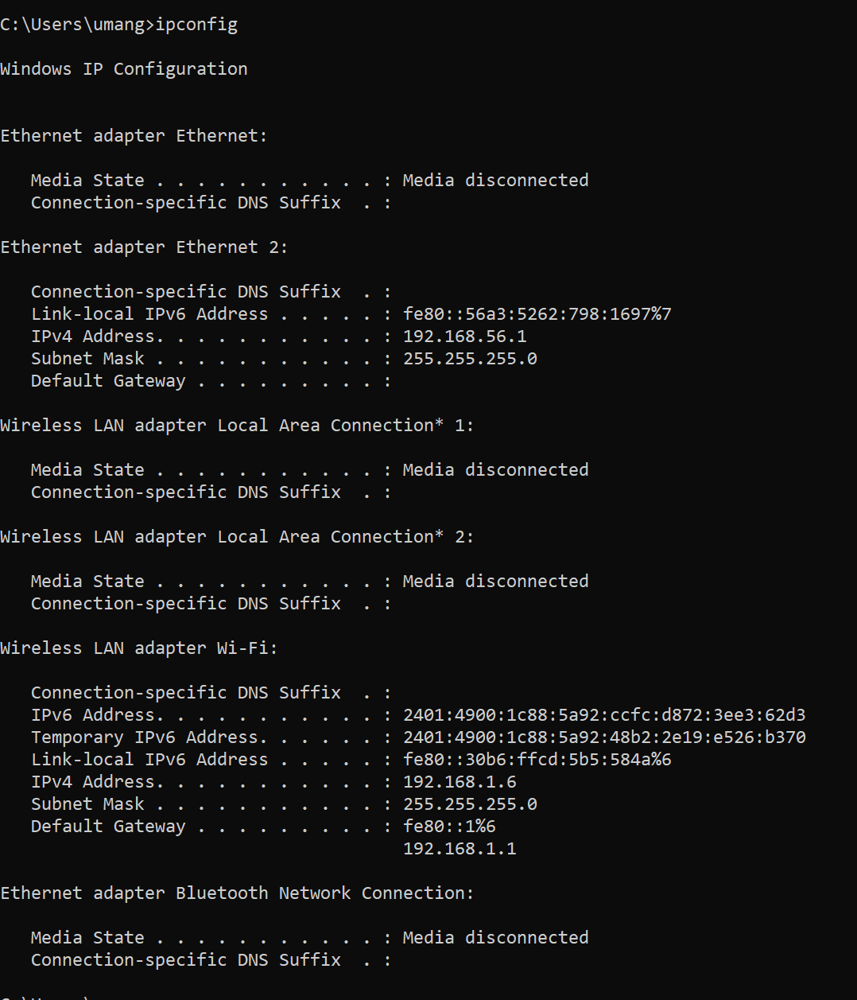 C:\Users\umang>ipconfig
Windows IP Configuration
Ethernet adapter Ethernet:
Media State . . . . . . . . . . . : Media disconnected
Connection-specific DNS Suffix  . :
Ethernet adapter Ethernet 2:
Connection-specific DNS Suffix  . :
Link-local IPv6 Address . . . . . : fe80::56a3:5262:798:1697%7
IPv4 Address. . . . . . . . . . . : 192.168.56.1
Subnet Mask . . . . . . . . . . . : 255.255.255.0
Default Gateway . . . . . . . . . :
Wireless LAN adapter Local Area Connection* 1:
Media State . . . . . . . . . . . : Media disconnected
Connection-specific DNS Suffix  . :
Wireless LAN adapter Local Area Connection* 2:
Media State . . . . . . . . . . . : Media disconnected
Connection-specific DNS Suffix  . :
Wireless LAN adapter Wi-Fi:
Connection-specific DNS Suffix  . :
IPv6 Address. . . . . . . . . . . : 2401:4900:1c88:5a92:ccfc:d872:3ee3:62d3
Temporary IPv6 Address. . . . . . : 2401:4900:1c88:5a92:48b2:2e19:e526:b370
Link-local IPv6 Address . . . . . : fe80::30b6:ffcd:5b5:584a%6
IPv4 Address. . . . . . . . . . . : 192.168.1.6
Subnet Mask . . . . . . . . . . . : 255.255.255.0
Default Gateway . . . . . . . . . : fe80::1%6
192.168.1.1
Ethernet adapter Bluetooth Network Connection:
Media State . . . . . . . . . . . : Media disconnected
Connection-specific DNS Suffix  . :